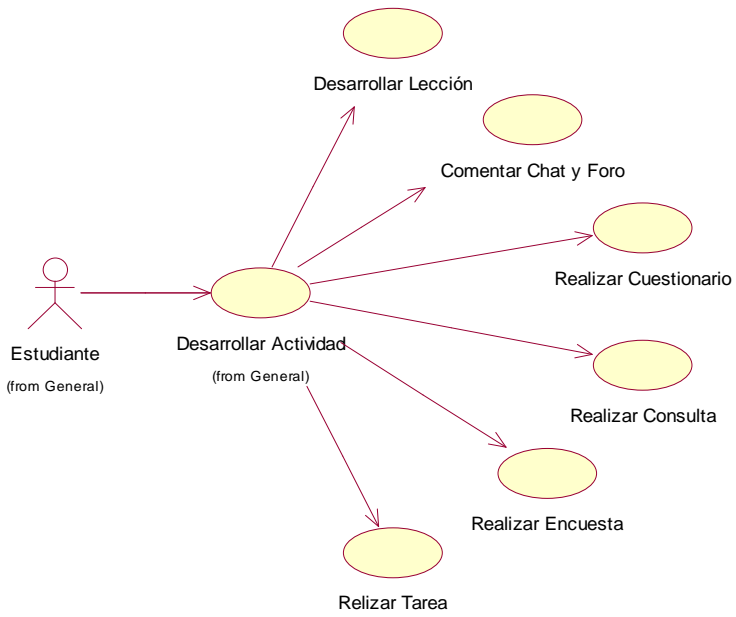 Desarrollar Lección
Comentar Chat y Foro
Realizar Cuestionario
Estudiante
(from General)
Desarrollar Actividad
(from General)
Realizar Consulta
Realizar Encuesta
Relizar Tarea